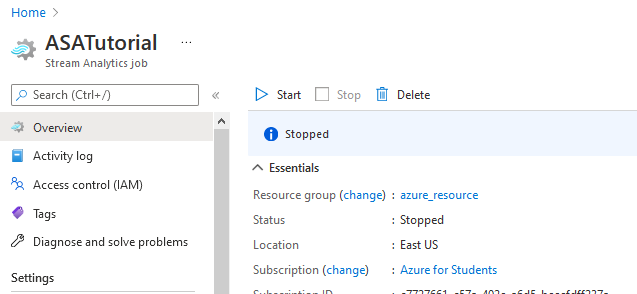 Home >
ASATutorial ...
Stream Analytics job
Search (Ctrl+/) «
Overview
Activity log
Access control (IAM)
Tags
Diagnose and solve problems
Settings
Start Stop Delete
Stopped
Essentials
Resource group (change) : azure_resource
Status : Stopped
Location : East US
Subscription (change) : Azure for Students
Subscription ID